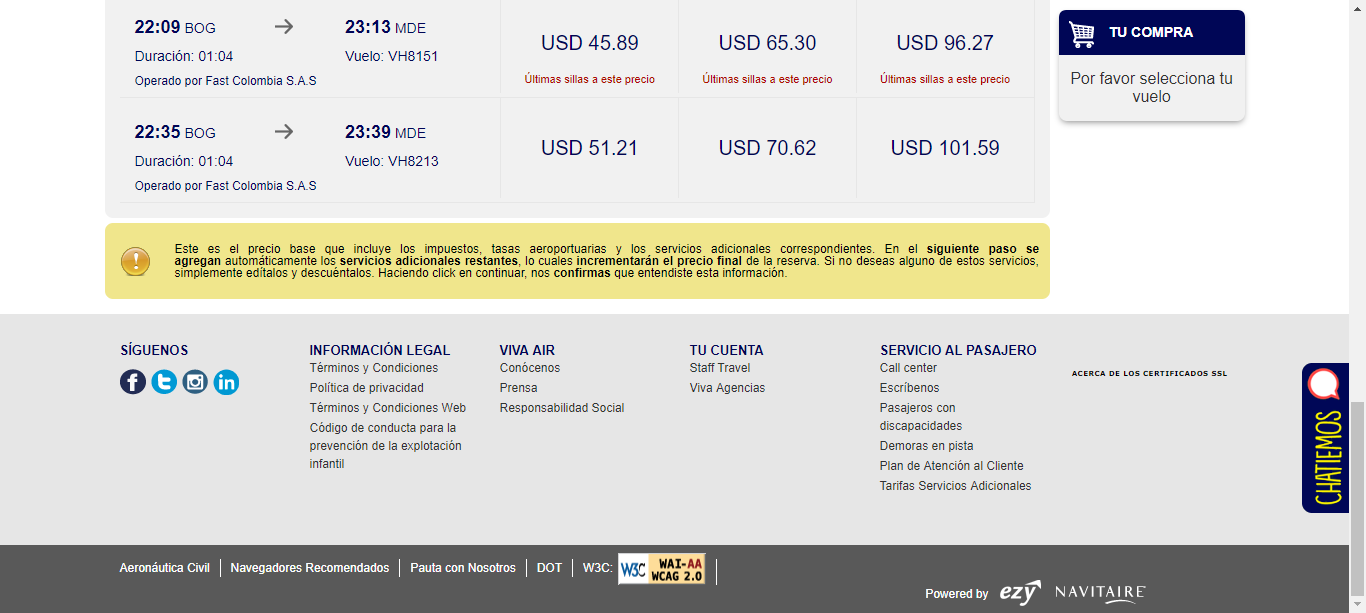 22:09 BOG 23:13 MDE
Duración: 01:04 Vuelo: VH8151
Operado por Fast Colombia S.A.S
USD 45.89 USD 65.30 USD 96.27
Últimas sillas a este precio Últimas sillas a este precio Últimas sillas a este precio
22:35 BOG 23:39 MDE
Duración: 01:04 Vuelo: VH8213
Operado por Fast Colombia S.A.S
USD 51.21 USD 70.62 USD 101.59
TU COMPRA
Por favor selecciona tu
vuelo
Este es el precio base que incluye los impuestos, tasas aeroportuarias y los servicios adicionales correspondientes. En el siguiente paso se
agregan automáticamente los servicios adicionales restantes, lo cuales incrementarán el precio final de la reserva. Si no deseas alguno de estos servicios,
simplemente edítalos y descuéntalos. Haciendo click en continuar, nos confirmas que entendiste esta información.
SÍGUENOS
INFORMACIÓN LEGAL
Términos y Condiciones
Política de privacidad
Términos y Condiciones Web
Código de conducta para la
prevención de la explotación
infantil
VIVA AIR
Conócenos
Prensa
Responsabilidad Social
TU CUENTA
Staff Travel
Viva Agencias
SERVICIO AL PASAJERO
Call center
Escríbenos
Pasajeros con
discapacidades
Demoras en pista
Plan de Atención al Cliente
Tarifas Servicios Adicionales
ACERCA DE LOS CERTIFICADOS SSL
CHATIEMOS
Aeronáutica Civil Navegadores Recomendados Pauta con Nosotros DOT W3C:
W3C WAI-AA
WCAG 2.0
Powered by ezy NAVITAIRE